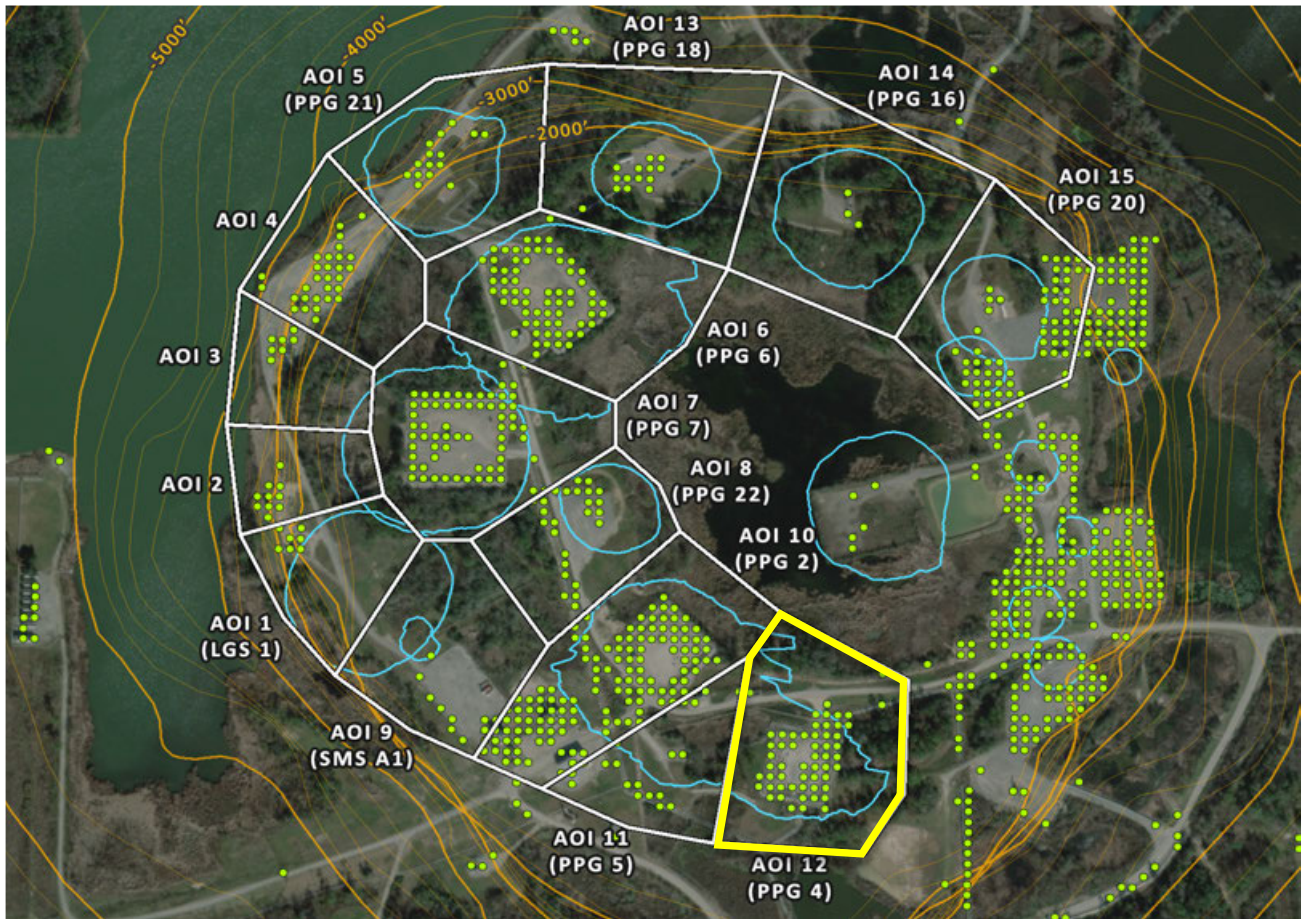 -5000'
-4000'
-3000'
-2000'
AOI 13
(PPG 18)
AOI 5
(PPG 21)
AOI 14
(PPG 16)
AOI 15
(PPG 20)
AOI 4
AOI 3
AOI 6
(PPG 6)
AOI 7
(PPG 7)
AOI 2
AOI 8
(PPG 22)
AOI 10
(PPG 2)
AOI 1
(LGS 1)
AOI 9
(SMS A1)
AOI 11
(PPG 5)
AOI 12
(PPG 4)